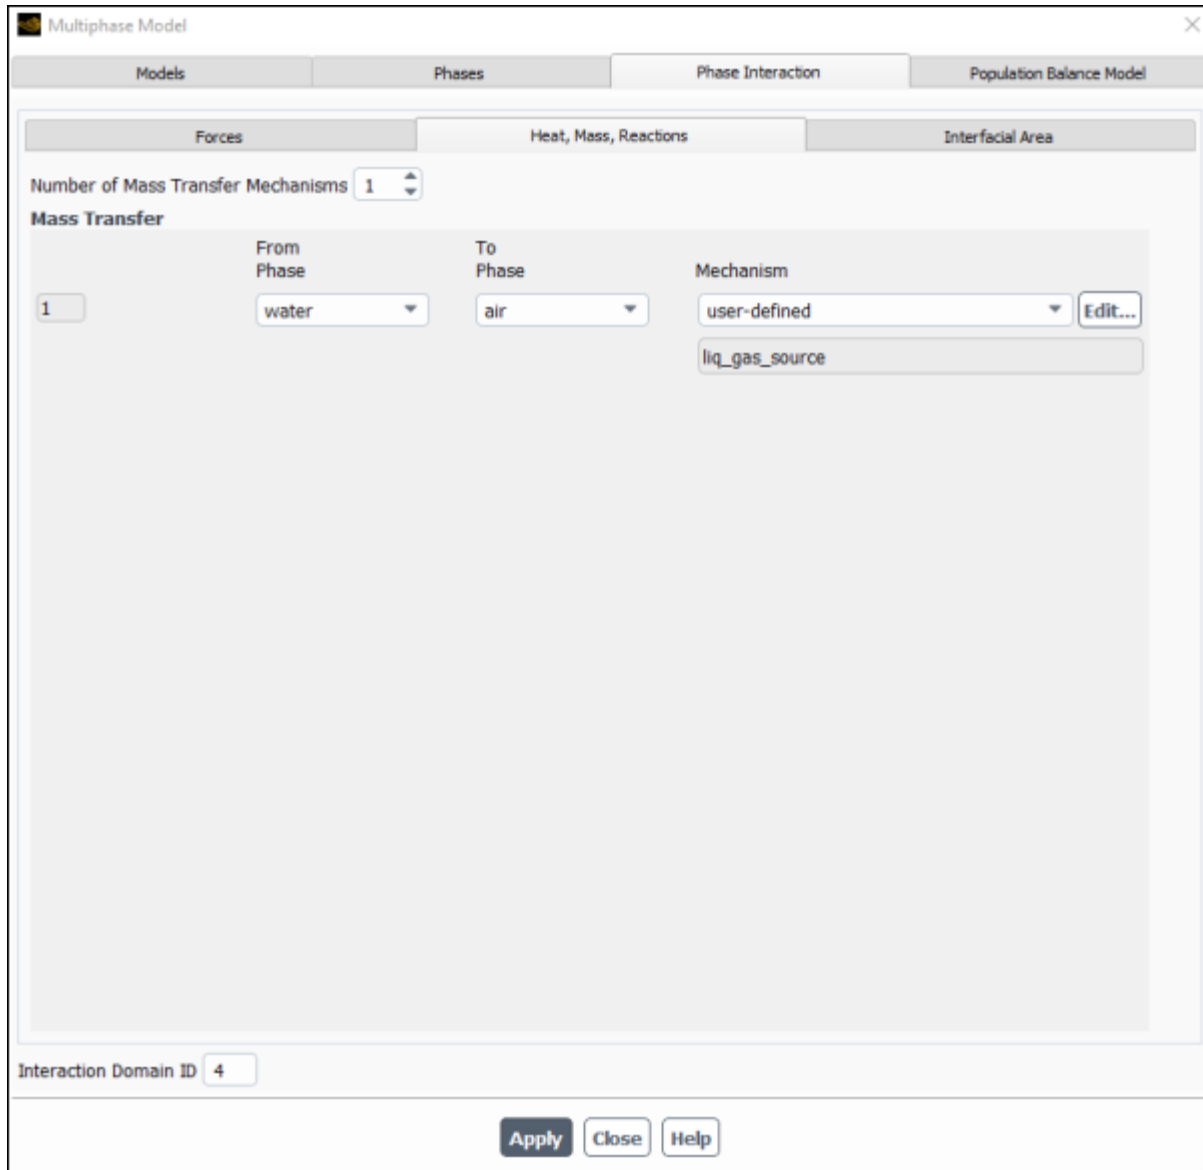 Multiphase Model
Models Phases Phase Interaction Population Balance Model
Forces Heat, Mass, Reactions Interfacial Area
Number of Mass Transfer Mechanisms 1
Mass Transfer
From Phase To Phase Mechanism
1 water air user-defined Edit...
liq_gas_source
Interaction Domain ID 4
Apply Close Help